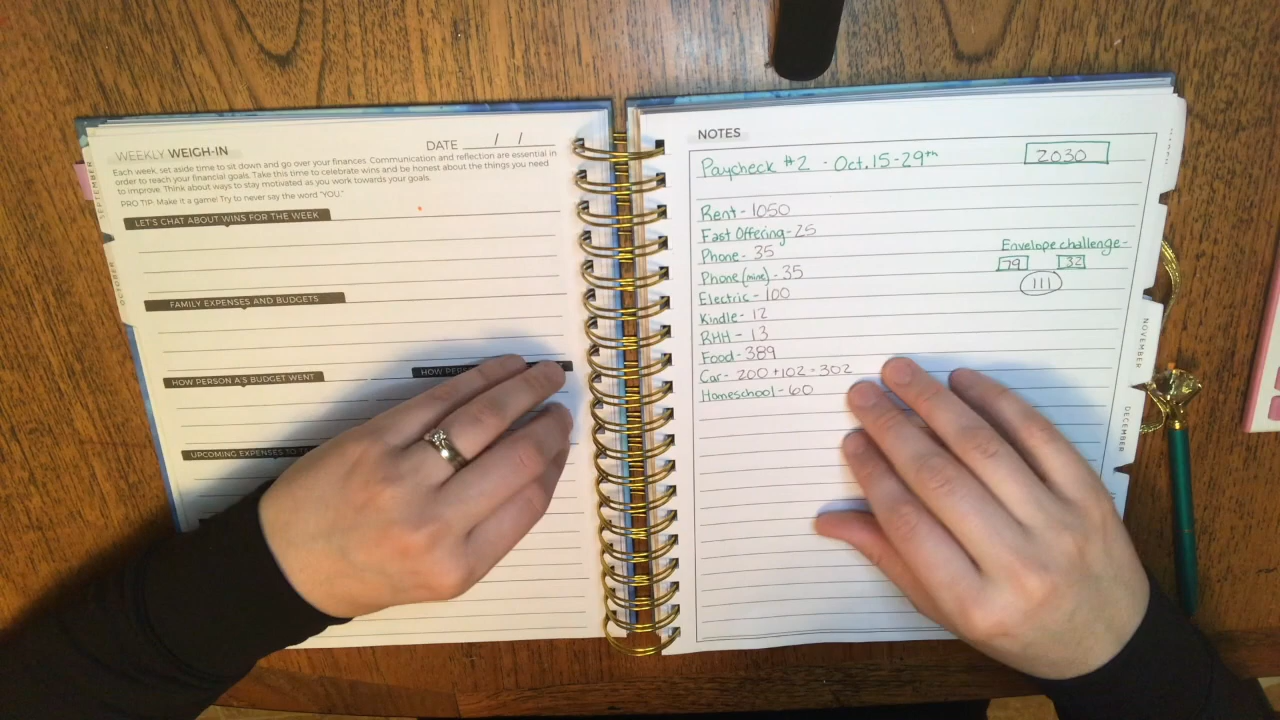 SEPTEMBER
OCTOBER
WEEKLY WEIGH-IN
DATE / /
Each week, set aside time to sit down and go over your finances. Communication and reflection are essential in
order to reach your financial goals. Take this time to celebrate wins and be honest about the things you need
to improve. Think about ways to stay motivated as you work towards your goals.
PRO TIP: Make it a game! Try to never say the word "YOU."
LET'S CHAT ABOUT WINS FOR THE WEEK
FAMILY EXPENSES AND BUDGETS
HOW PERSON A'S BUDGET WENT
HOW
UPCOMING EXPENSES TO
NOTES
Paycheck #2 - Oct. 15-29th
2030
Rent - 1050
Fast Offering - 25
Phone - 35
Phone (mine) - 35
Electric - 100
Kindle - 12
RHH - 13
Food - 389
Car - 200 + 102 = 302
Homeschool - 60
Envelope challenge -
79 32
111
NOVEMBER
DECEMBER